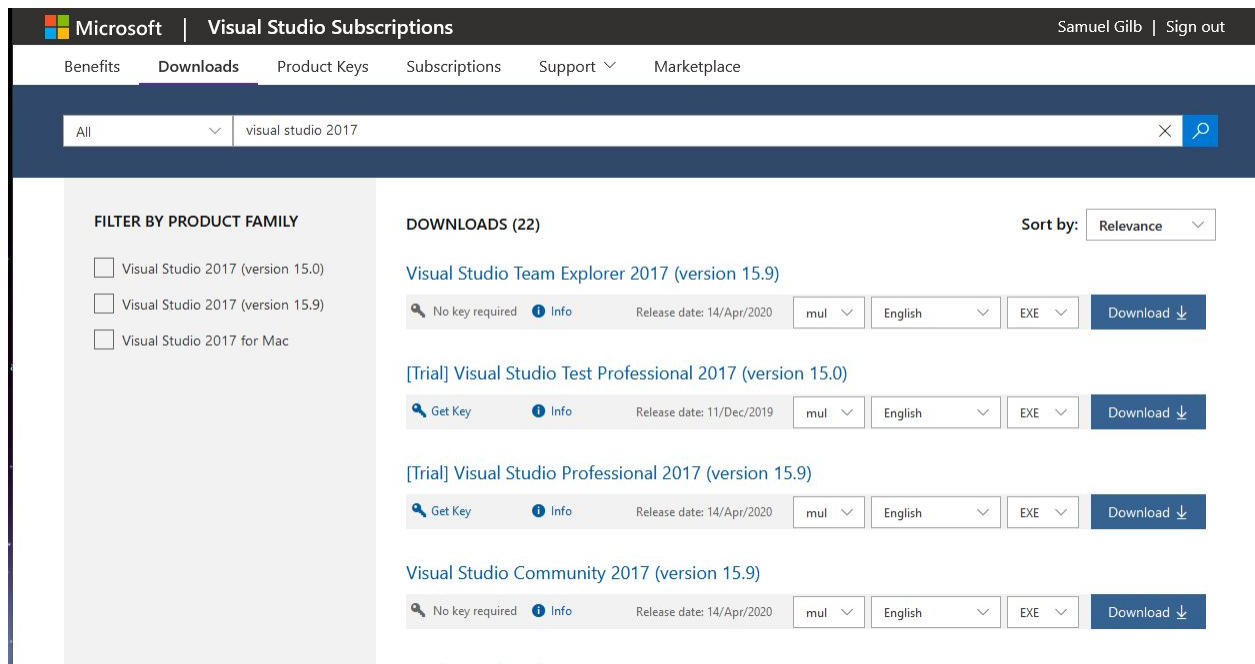 Microsoft | Visual Studio Subscriptions Samuel Gilb | Sign out
Benefits Downloads Product Keys Subscriptions Support Marketplace
All visual studio 2017
FILTER BY PRODUCT FAMILY
Visual Studio 2017 (version 15.0)
Visual Studio 2017 (version 15.9)
Visual Studio 2017 for Mac
DOWNLOADS (22) Sort by: Relevance
Visual Studio Team Explorer 2017 (version 15.9)
No key required Info Release date: 14/Apr/2020 mul English EXE Download
[Trial] Visual Studio Test Professional 2017 (version 15.0)
Get Key Info Release date: 11/Dec/2019 mul English EXE Download
[Trial] Visual Studio Professional 2017 (version 15.9)
Get Key Info Release date: 14/Apr/2020 mul English EXE Download
Visual Studio Community 2017 (version 15.9)
No key required Info Release date: 14/Apr/2020 mul English EXE Download